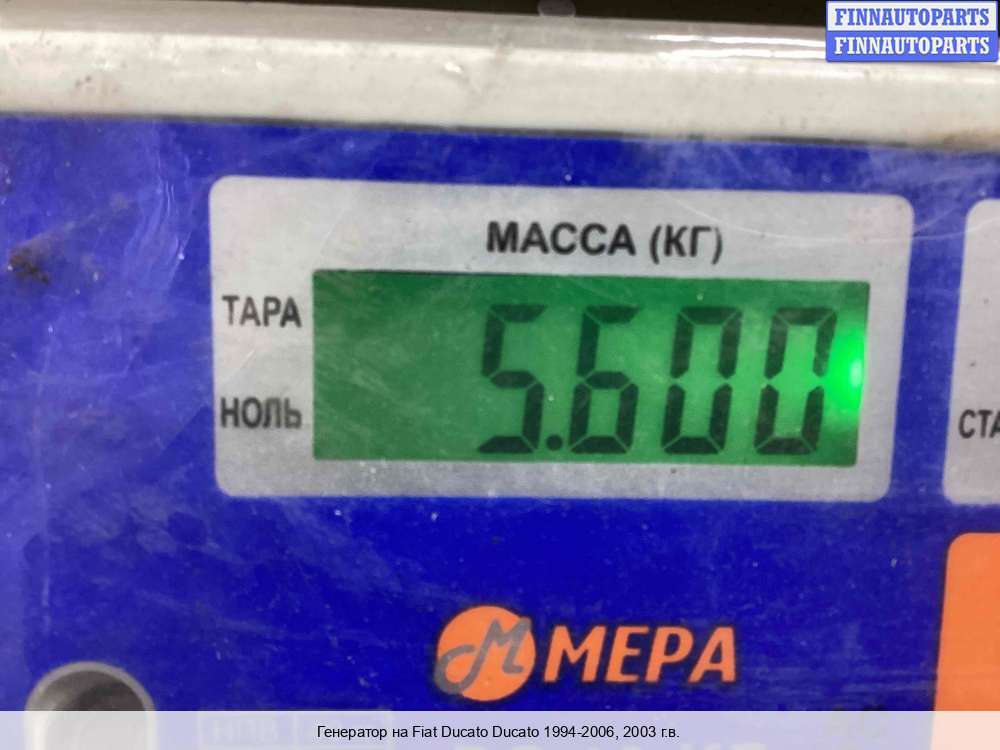 FINNAUTOPARTS
FINNAUTOPARTS
МАССА (КГ)
ТАРА
5.600
НОЛЬ
СТА
МЕРА
Генератор на Fiat Ducato Ducato 1994-2006, 2003 г.в.